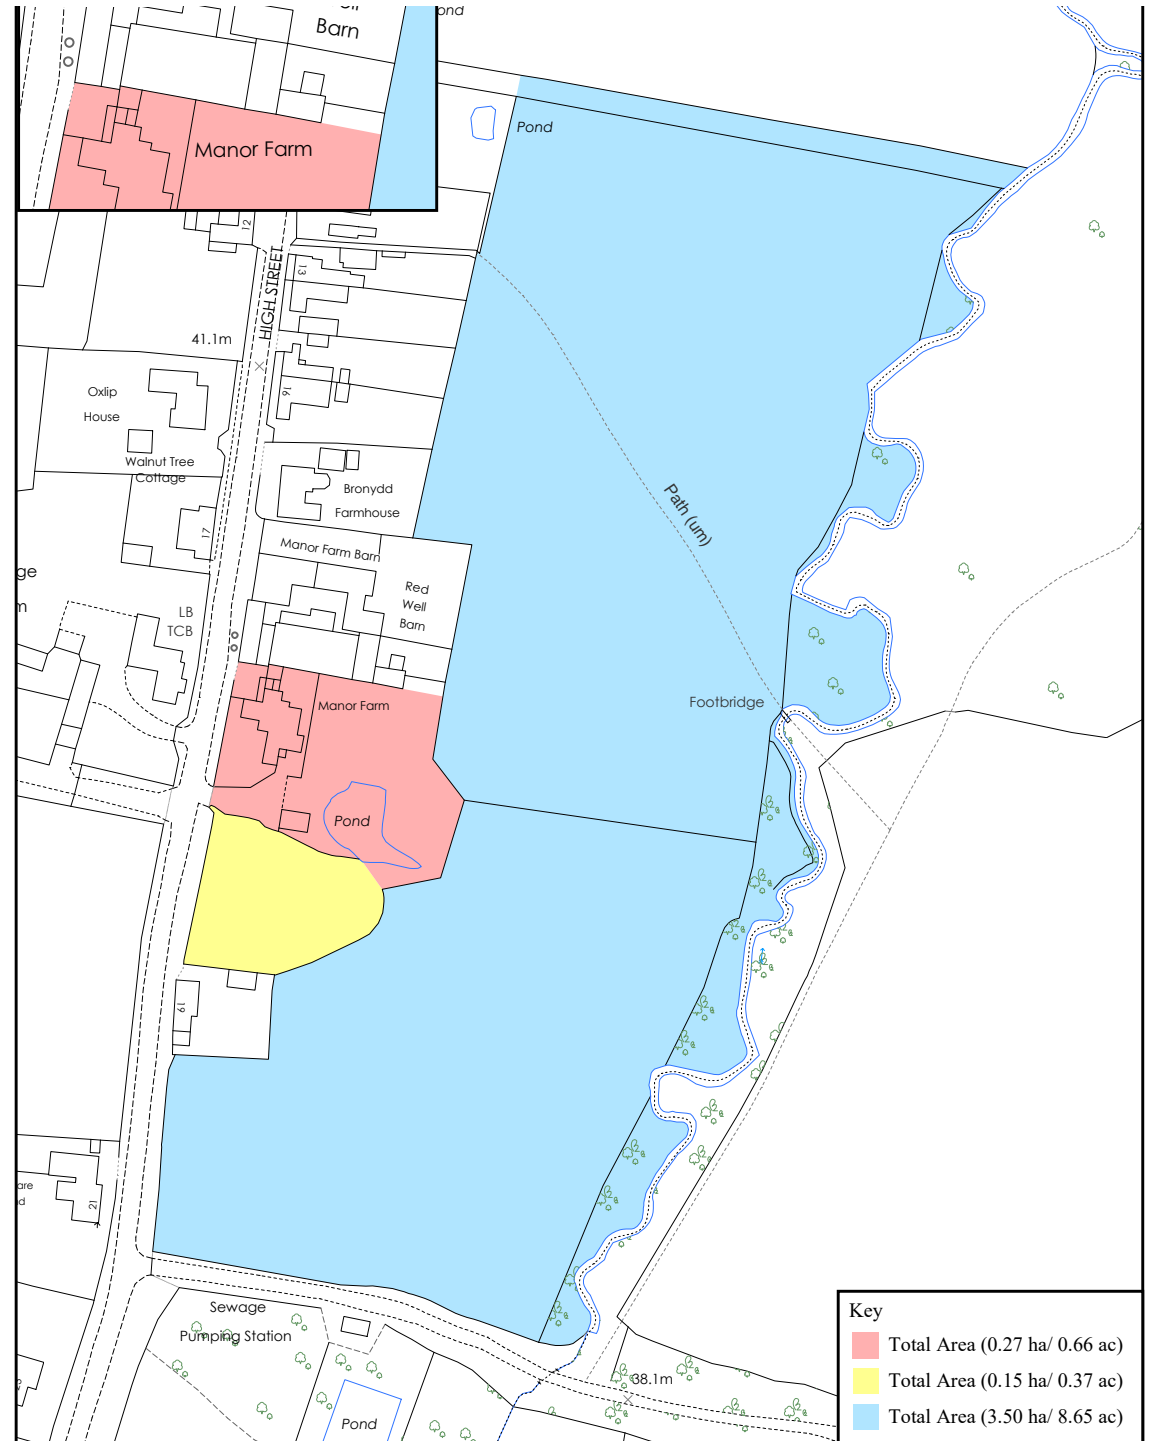 Barn
Manor Farm
Pond
12
HIGH STREET
13
41.1m
16
Oxlip
House
Walnut Tree
Cottage
17
Bronydd
Farmhouse
Path (um)
Manor Farm Barn
Red
Well
Barn
LB
TCB
Footbridge
Manor Farm
Pond
19
21
Sewage
Pumping Station
38.1m
Pond
Key
Total Area (0.27 ha/ 0.66 ac)
Total Area (0.15 ha/ 0.37 ac)
Total Area (3.50 ha/ 8.65 ac)